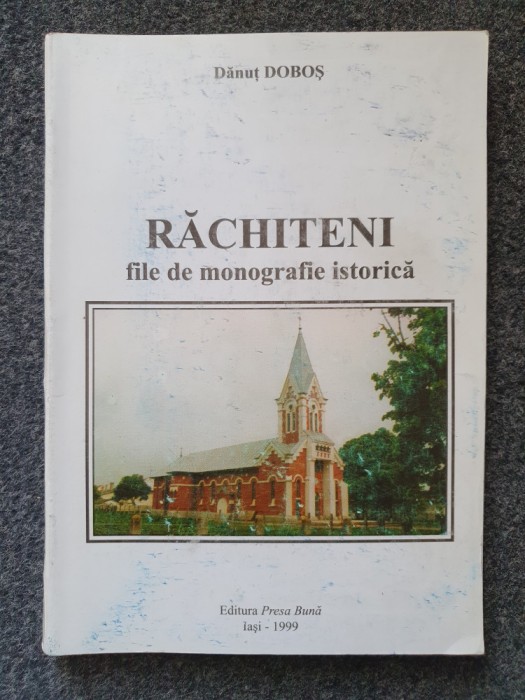 Dănuț DOBOȘ
RĂCHITENI
file de monografie istorică
Editura Presa Bună
Iași - 1999